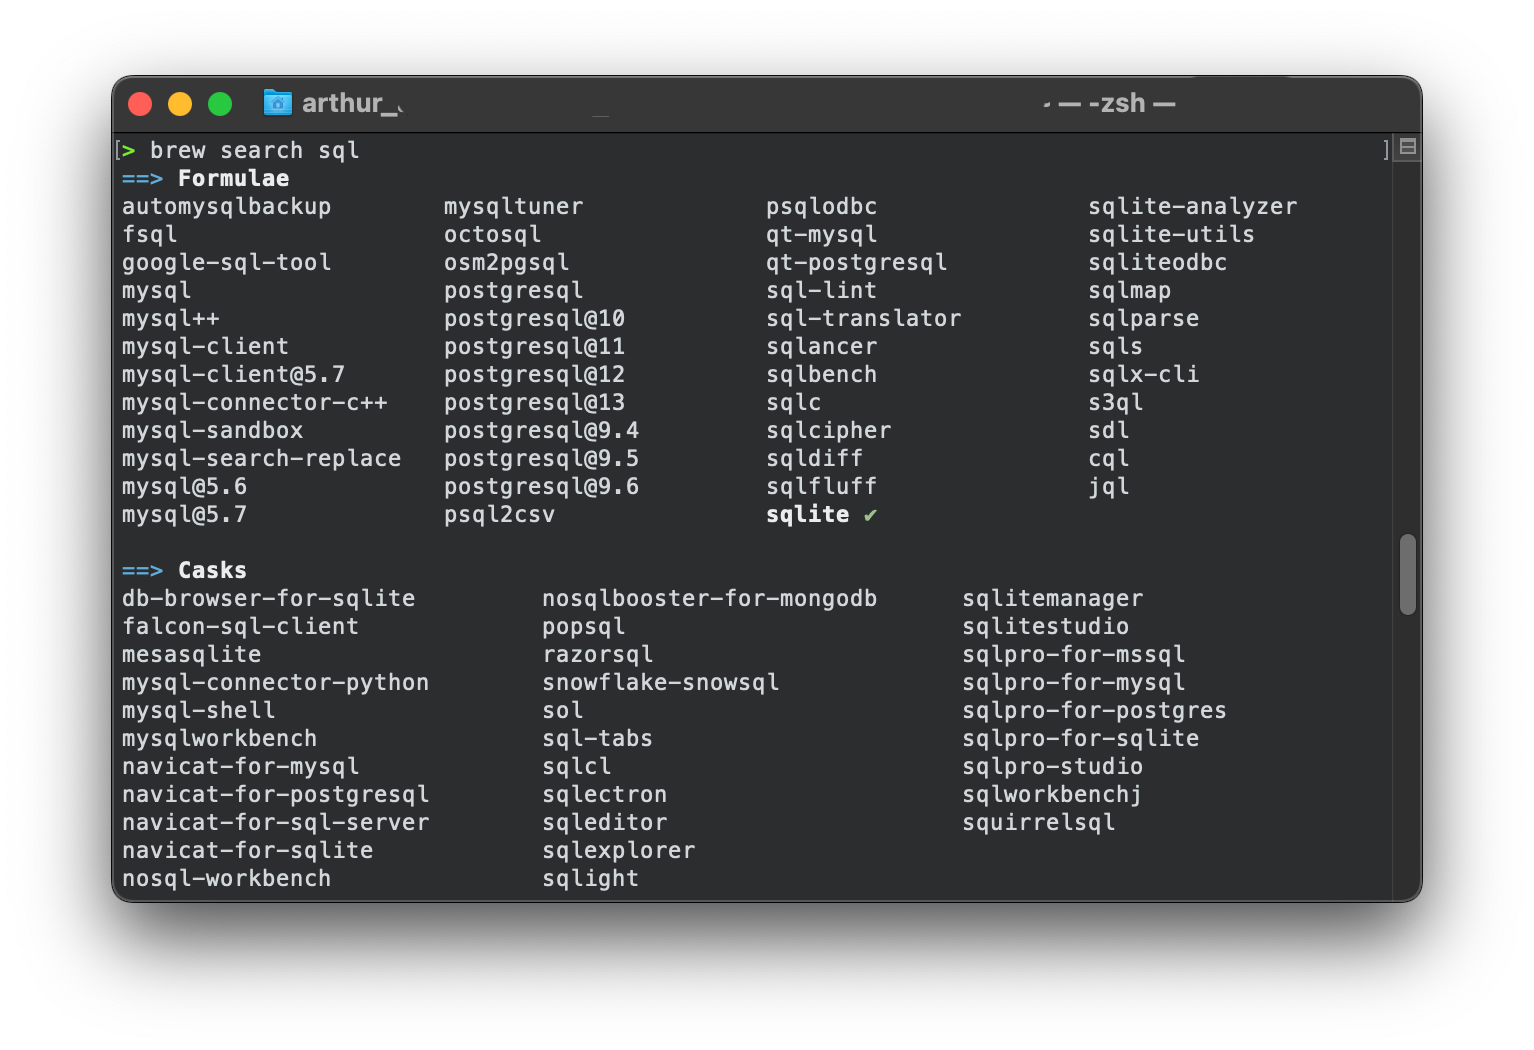 arthur_ — -zsh —
[> brew search sql ]
==> Formulae
automysqlbackup mysqltuner psqlodbc sqlite-analyzer
fsql octosql qt-mysql sqlite-utils
google-sql-tool osm2pgsql qt-postgresql sqliteodbc
mysql postgresql sql-lint sqlmap
mysql++ postgresql@10 sql-translator sqlparse
mysql-client postgresql@11 sqlancer sqls
mysql-client@5.7 postgresql@12 sqlbench sqlx-cli
mysql-connector-c++ postgresql@13 sqlc s3ql
mysql-sandbox postgresql@9.4 sqlcipher sdl
mysql-search-replace postgresql@9.5 sqldiff cql
mysql@5.6 postgresql@9.6 sqlfluff jql
mysql@5.7 psql2csv sqlite ✔
==> Casks
db-browser-for-sqlite nosqlbooster-for-mongodb sqlitemanager
falcon-sql-client popsql sqlitestudio
mesasqlite razorsql sqlpro-for-mssql
mysql-connector-python snowflake-snowsql sqlpro-for-mysql
mysql-shell sol sqlpro-for-postgres
mysqlworkbench sql-tabs sqlpro-for-sqlite
navicat-for-mysql sqlcl sqlpro-studio
navicat-for-postgresql sqlectron sqlworkbenchj
navicat-for-sql-server sqleditor squirrelsql
navicat-for-sqlite sqlexplorer
nosql-workbench sqlight